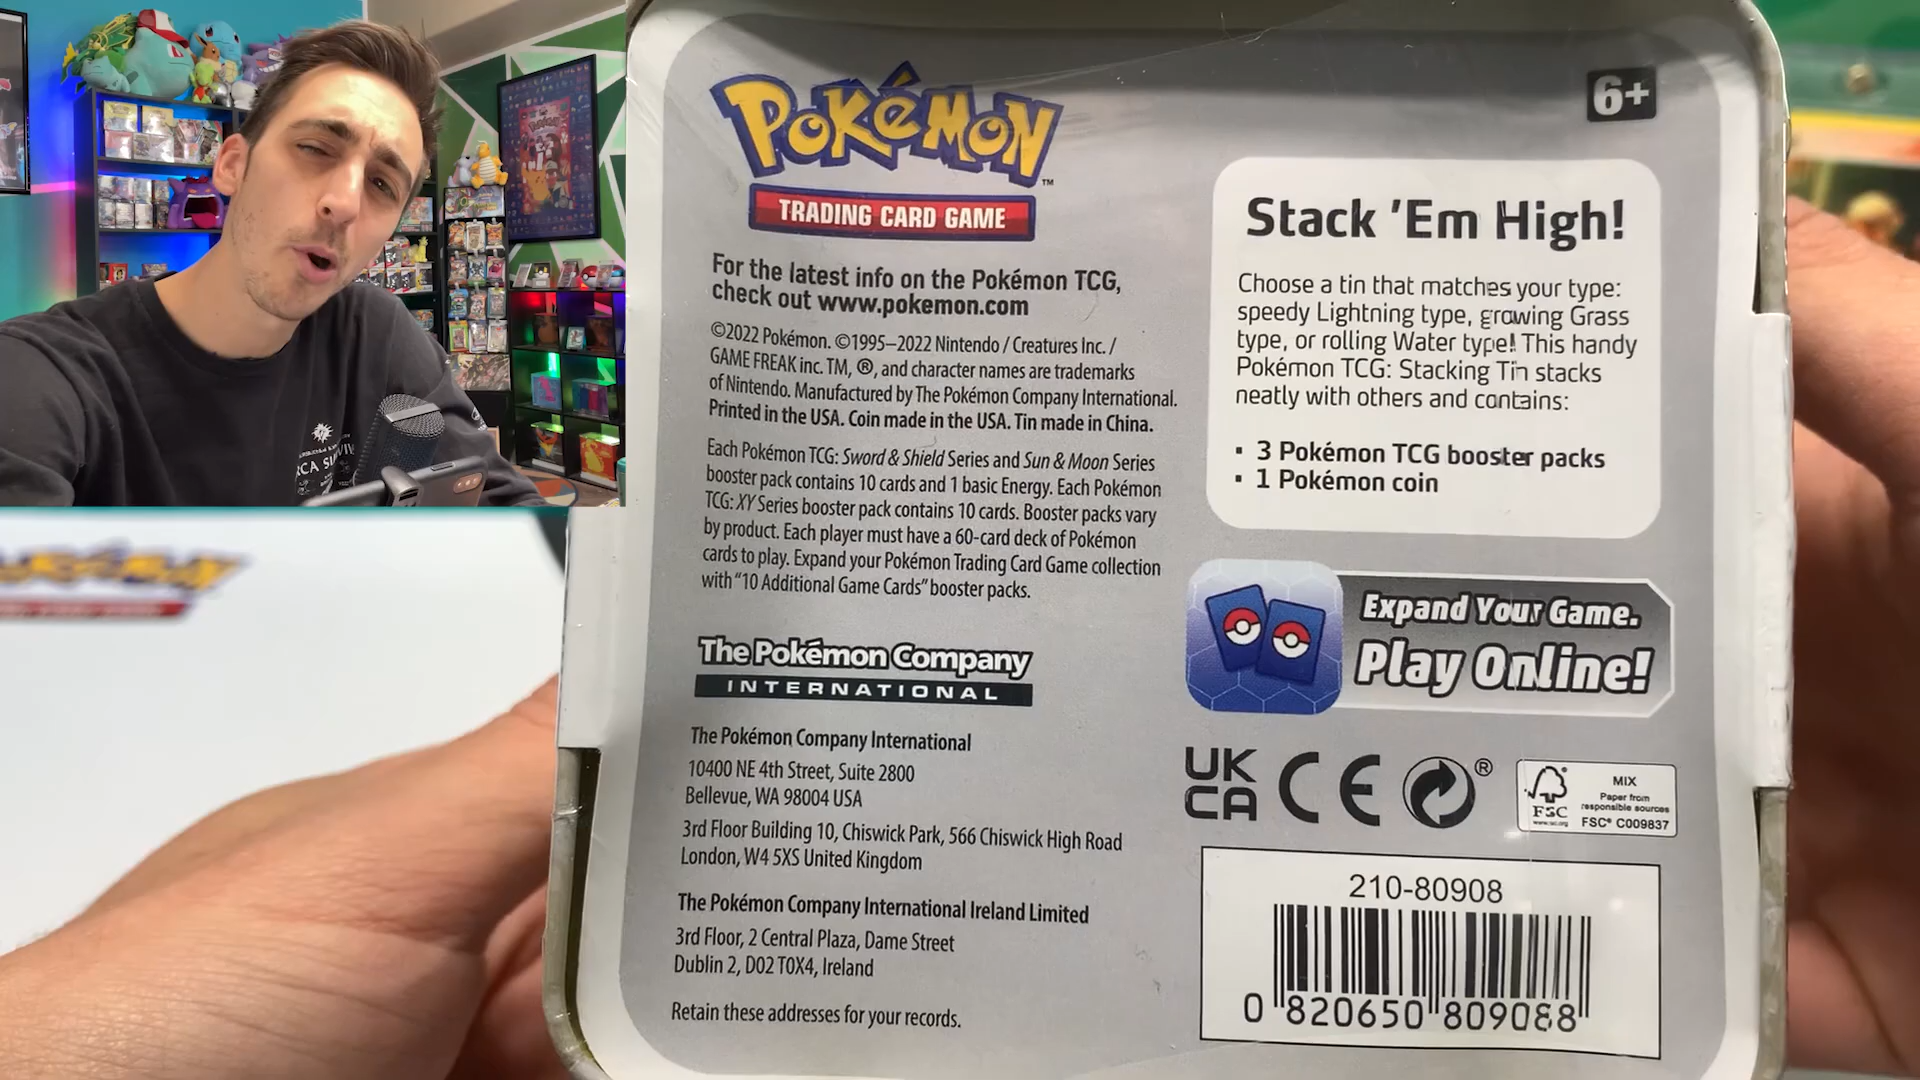 POKéMON
TRADING CARD GAME
For the latest info on the Pokémon TCG,
check out www.pokemon.com
©2022 Pokémon. ©1995–2022 Nintendo / Creatures Inc. /
GAME FREAK inc. TM, ®, and character names are trademarks
of Nintendo. Manufactured by The Pokémon Company International.
Printed in the USA. Coin made in the USA. Tin made in China.
Each Pokémon TCG: Sword & Shield Series and Sun & Moon Series
booster pack contains 10 cards and 1 basic Energy. Each Pokémon
TCG: XY Series booster pack contains 10 cards. Booster packs vary
by product. Each player must have a 60-card deck of Pokémon
cards to play. Expand your Pokémon Trading Card Game collection
with “10 Additional Game Cards” booster packs.
The Pokémon Company
INTERNATIONAL
The Pokémon Company International
10400 NE 4th Street, Suite 2800
Bellevue, WA 98004 USA
3rd Floor Building 10, Chiswick Park, 566 Chiswick High Road
London, W4 5XS United Kingdom
The Pokémon Company International Ireland Limited
3rd Floor, 2 Central Plaza, Dame Street
Dublin 2, D02 T0X4, Ireland
Retain these addresses for your records.
6+
Stack 'Em High!
Choose a tin that matches your type:
speedy Lightning type, growing Grass
type, or rolling Water type! This handy
Pokémon TCG: Stacking Tin stacks
neatly with others and contains:
▪ 3 Pokémon TCG booster packs
▪ 1 Pokémon coin
Expand Your Game.
Play Online!
UK
CA
CE
®
FSC
MIX
Paper from
responsible sources
FSC® C009837
210-80908
0 820650 809088